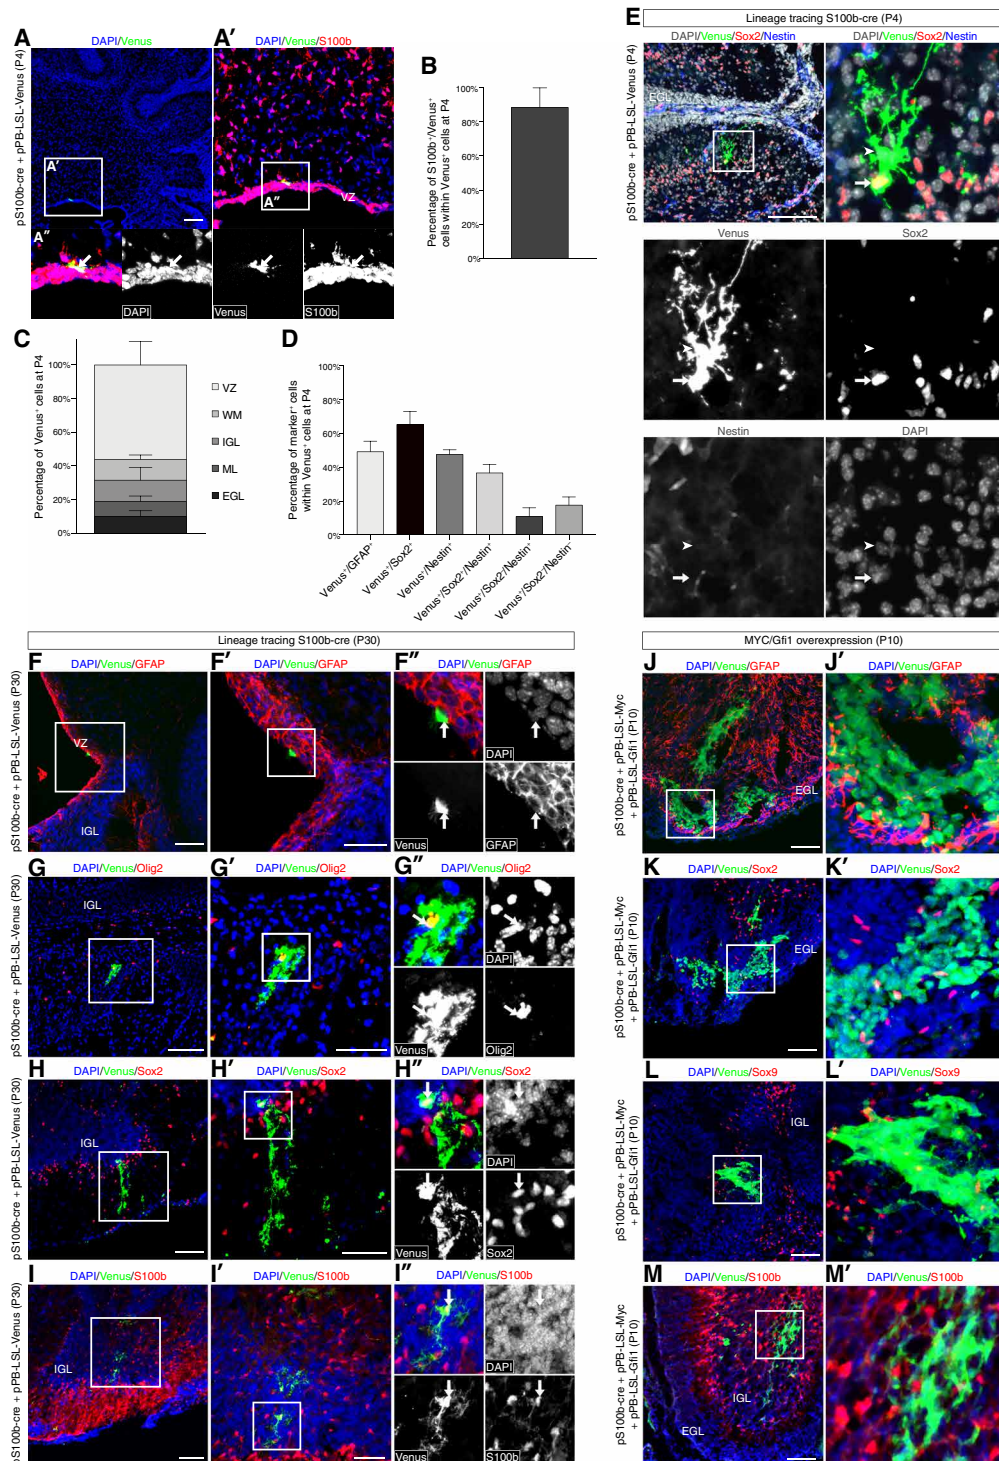 A
DAPI/Venus
pS100b-cre + pPB-LSL-Venus (P4)
A'
A'
DAPI/Venus/S100b
A''
VZ
A''
DAPI
Venus
S100b
B
Percentage of S100b+/Venus+
cells within Venus+ cells at P4
100%
80%
60%
40%
20%
0%
C
Percentage of Venus+ cells at P4
100%
80%
60%
40%
20%
0%
VZ
WM
IGL
ML
EGL
D
Percentage of marker+ cells
within Venus+ cells at P4
100%
80%
60%
40%
20%
0%
Venus+/GFAP+
Venus+/Sox2+
Venus+/Nestin+
Venus+/Sox2+/Nestin+
Venus+/Sox2-/Nestin+
Venus+/Sox2-/Nestin-
E
Lineage tracing S100b-cre (P4)
DAPI/Venus/Sox2/Nestin
DAPI/Venus/Sox2/Nestin
pS100b-cre + pPB-LSL-Venus (P4)
EGL
Venus
Sox2
Nestin
DAPI
Lineage tracing S100b-cre (P30)
F
DAPI/Venus/GFAP
pS100b-cre + pPB-LSL-Venus (P30)
VZ
IGL
F'
DAPI/Venus/GFAP
F''
DAPI/Venus/GFAP
DAPI
Venus
GFAP
G
DAPI/Venus/Olig2
pS100b-cre + pPB-LSL-Venus (P30)
IGL
G'
DAPI/Venus/Olig2
G''
DAPI/Venus/Olig2
DAPI
Venus
Olig2
H
DAPI/Venus/Sox2
pS100b-cre + pPB-LSL-Venus (P30)
IGL
H'
DAPI/Venus/Sox2
H''
DAPI/Venus/Sox2
DAPI
Venus
Sox2
I
DAPI/Venus/S100b
pS100b-cre + pPB-LSL-Venus (P30)
IGL
I'
DAPI/Venus/S100b
I''
DAPI/Venus/S100b
DAPI
Venus
S100b
MYC/Gfi1 overexpression (P10)
J
DAPI/Venus/GFAP
pS100b-cre + pPB-LSL-Myc
+ pPB-LSL-Gfi1 (P10)
EGL
J'
DAPI/Venus/GFAP
K
DAPI/Venus/Sox2
pS100b-cre + pPB-LSL-Myc
+ pPB-LSL-Gfi1 (P10)
EGL
K'
DAPI/Venus/Sox2
L
DAPI/Venus/Sox9
pS100b-cre + pPB-LSL-Myc
+ pPB-LSL-Gfi1 (P10)
IGL
L'
DAPI/Venus/Sox9
M
DAPI/Venus/S100b
pS100b-cre + pPB-LSL-Myc
+ pPB-LSL-Gfi1 (P10)
IGL
EGL
M'
DAPI/Venus/S100b